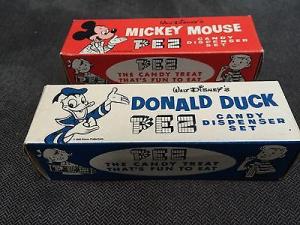 Walt Disney's
MICKEY MOUSE
PEZ CANDY
DISPENSER
SET
PEZ
THE CANDY TREAT
THAT'S FUN TO EAT
Walt Disney's
DONALD DUCK
PEZ CANDY
DISPENSER
SET
PEZ
THE CANDY TREAT
THAT'S FUN TO EAT